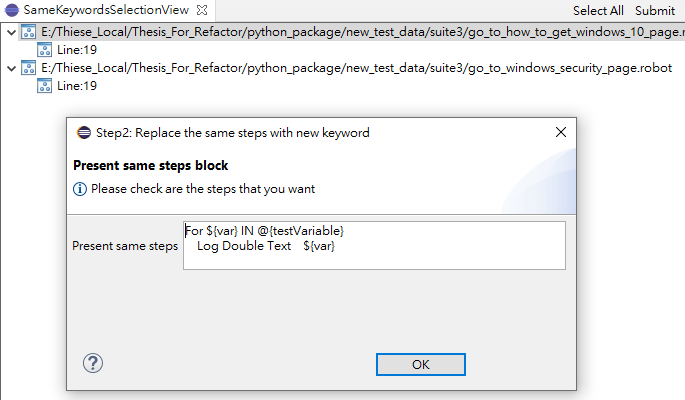 SameKeywordsSelectionView
Select All Submit
E:/Thiese_Local/Thesis_For_Refactor/python_package/new_test_data/suite3/go_to_how_to_get_windows_10_page.r
Line:19
E:/Thiese_Local/Thesis_For_Refactor/python_package/new_test_data/suite3/go_to_windows_security_page.robot
Line:19
Step2: Replace the same steps with new keyword
Present same steps block
Please check are the steps that you want
Present same steps
For ${var} IN @{testVariable}
Log Double Text ${var}
OK